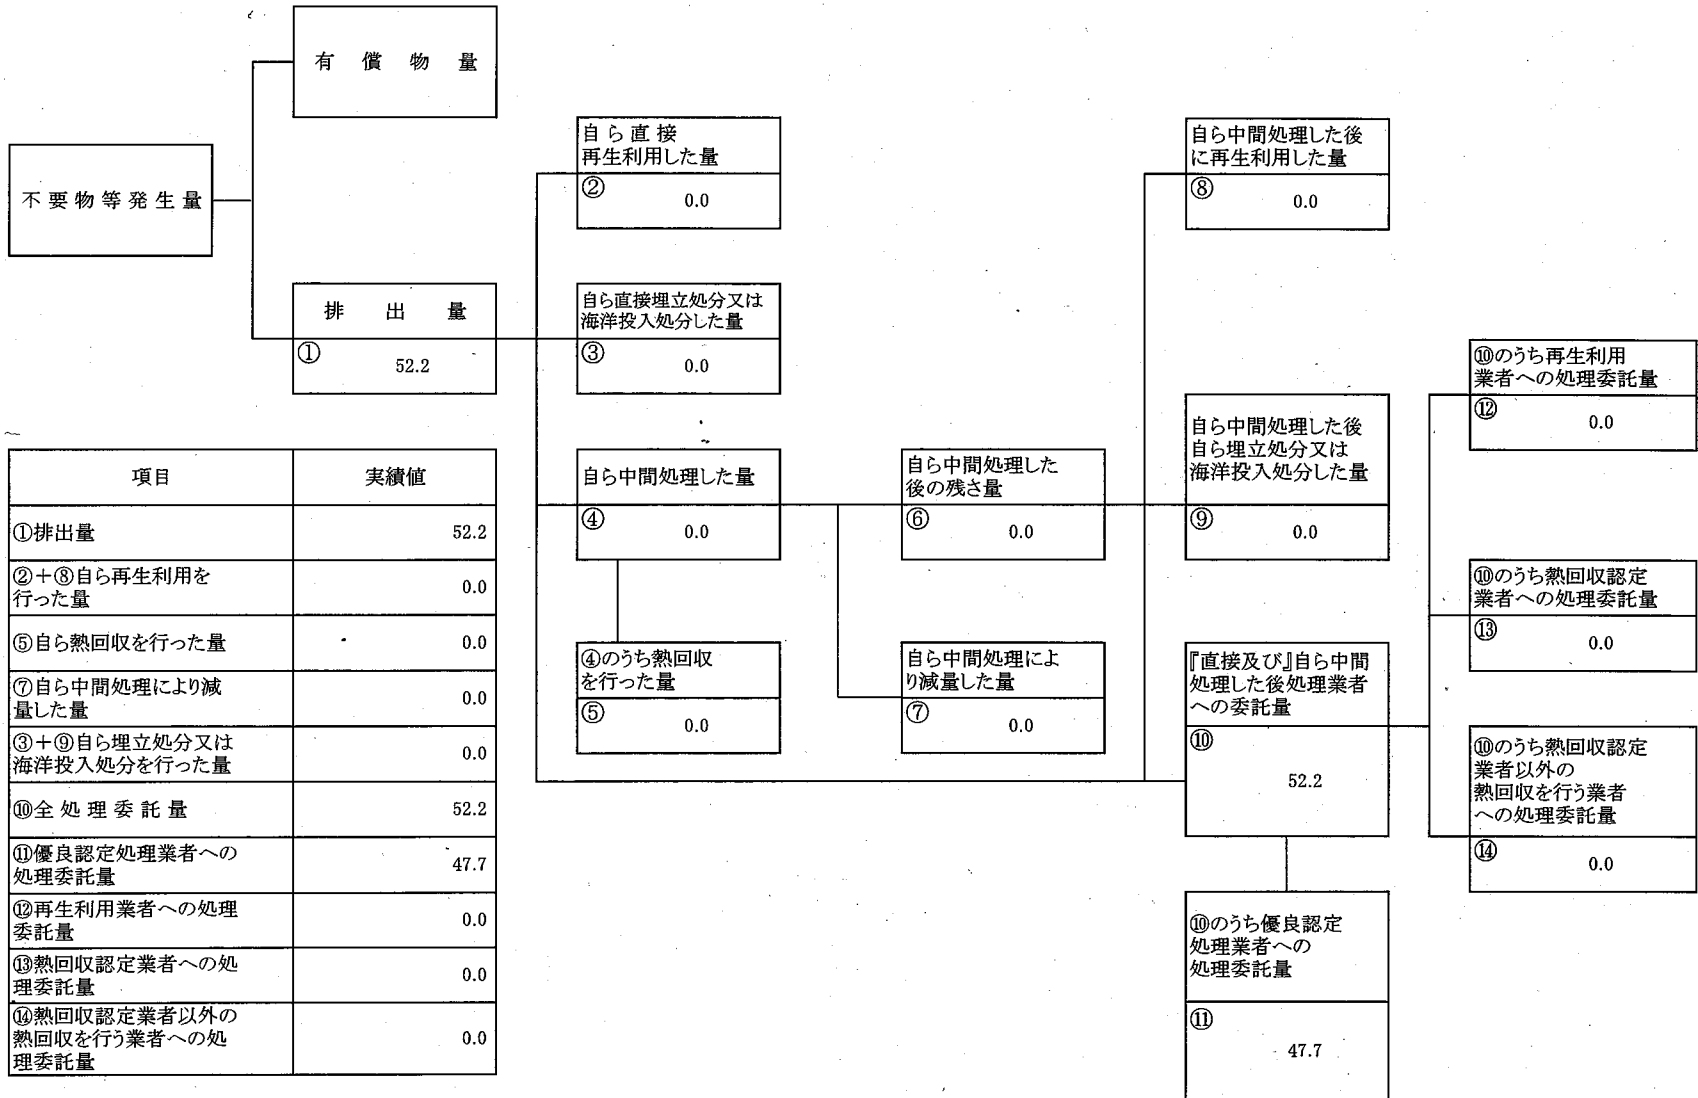 有償物量
不要物等発生量
排出量
①
52.2
自ら直接
再生利用した量
②
0.0
自ら直接埋立処分又は
海洋投入処分した量
③
0.0
自ら中間処理した量
④
0.0
④のうち熱回収
を行った量
⑤
0.0
自ら中間処理した
後の残さ量
⑥
0.0
自ら中間処理によ
り減量した量
⑦
0.0
自ら中間処理した後
に再生利用した量
⑧
0.0
自ら中間処理した後
自ら埋立処分又は
海洋投入処分した量
⑨
0.0
『直接及び』自ら中間
処理した後処理業者
への委託量
⑩
52.2
⑩のうち優良認定
処理業者への
処理委託量
⑪
47.7
⑩のうち再生利用
業者への処理委託量
⑫
0.0
⑩のうち熱回収認定
業者への処理委託量
⑬
0.0
⑩のうち熱回収認定
業者以外の
熱回収を行う業者
への処理委託量
⑭
0.0
項目 実績値
①排出量 52.2
②+⑧自ら再生利用を
行った量 0.0
⑤自ら熱回収を行った量 0.0
⑦自ら中間処理により減
量した量 0.0
③+⑨自ら埋立処分又は
海洋投入処分を行った量 0.0
⑩全処理委託量 52.2
⑪優良認定処理業者への
処理委託量 47.7
⑫再生利用業者への処理
委託量 0.0
⑬熱回収認定業者への処
理委託量 0.0
⑭熱回収認定業者以外の
熱回収を行う業者への処
理委託量 0.0